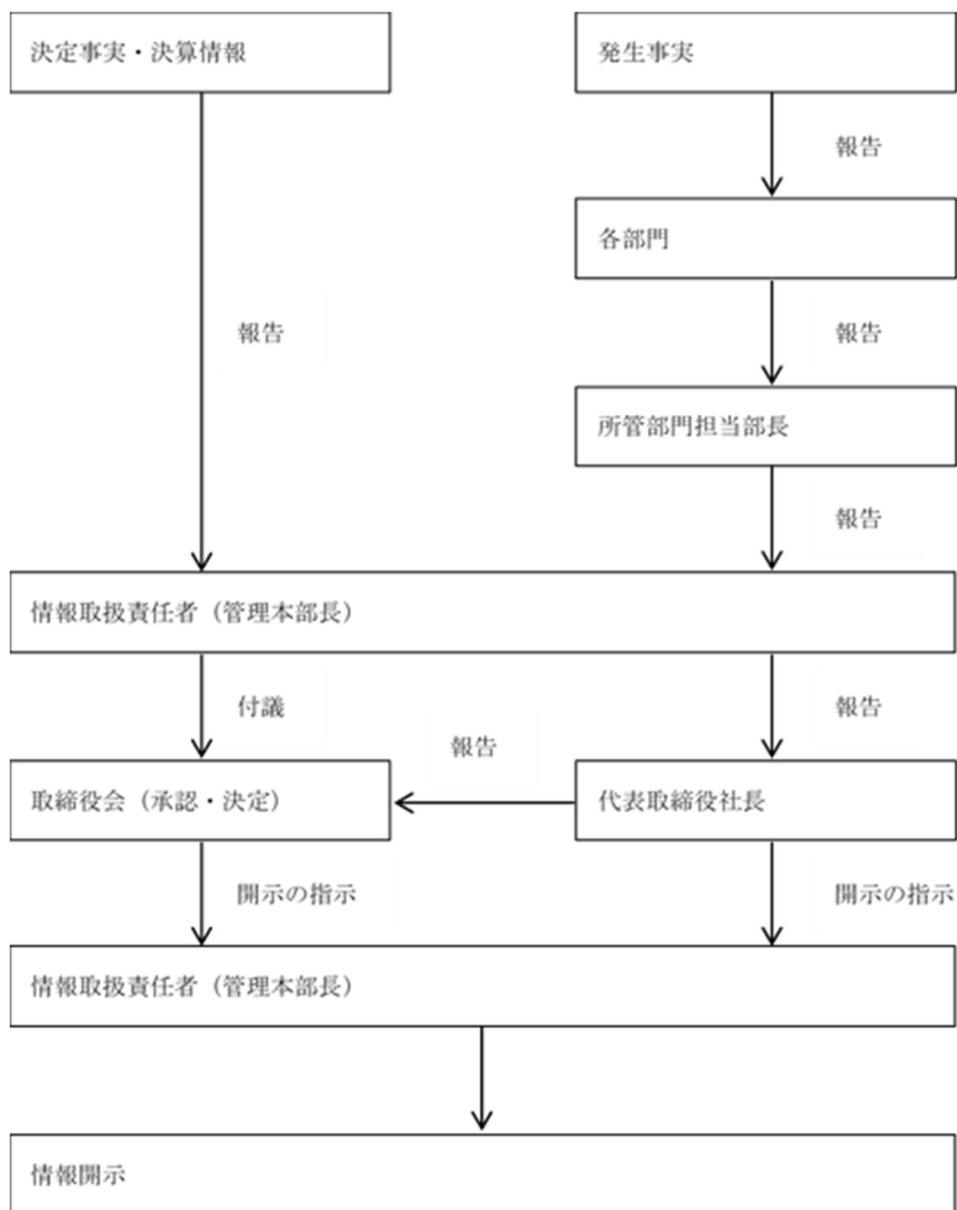 決定事実・決算情報
発生事実
報告
各部門
報告
報告
所管部門担当部長
報告
情報取扱責任者（管理本部長）
付議
報告
報告
取締役会（承認・決定）
代表取締役社長
開示の指示
開示の指示
情報取扱責任者（管理本部長）
情報開示